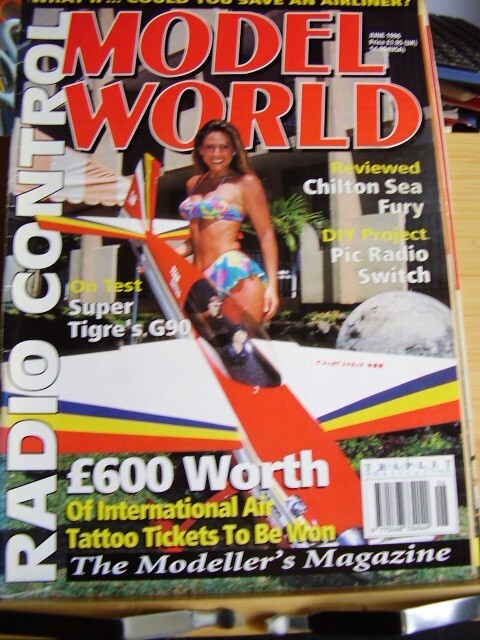 WHAT IF... COULD YOU SAVE AN AIRLINER?
RADIO CONTROL
MODEL
WORLD
JUNE 1996
Reviewed
Chilton Sea
Fury
DIY Project
Pic Radio
Switch
On Test
Super
Tigre's G90
£600 Worth
Of International Air
Tattoo Tickets To Be Won
TRAPLET
The Modeller's Magazine